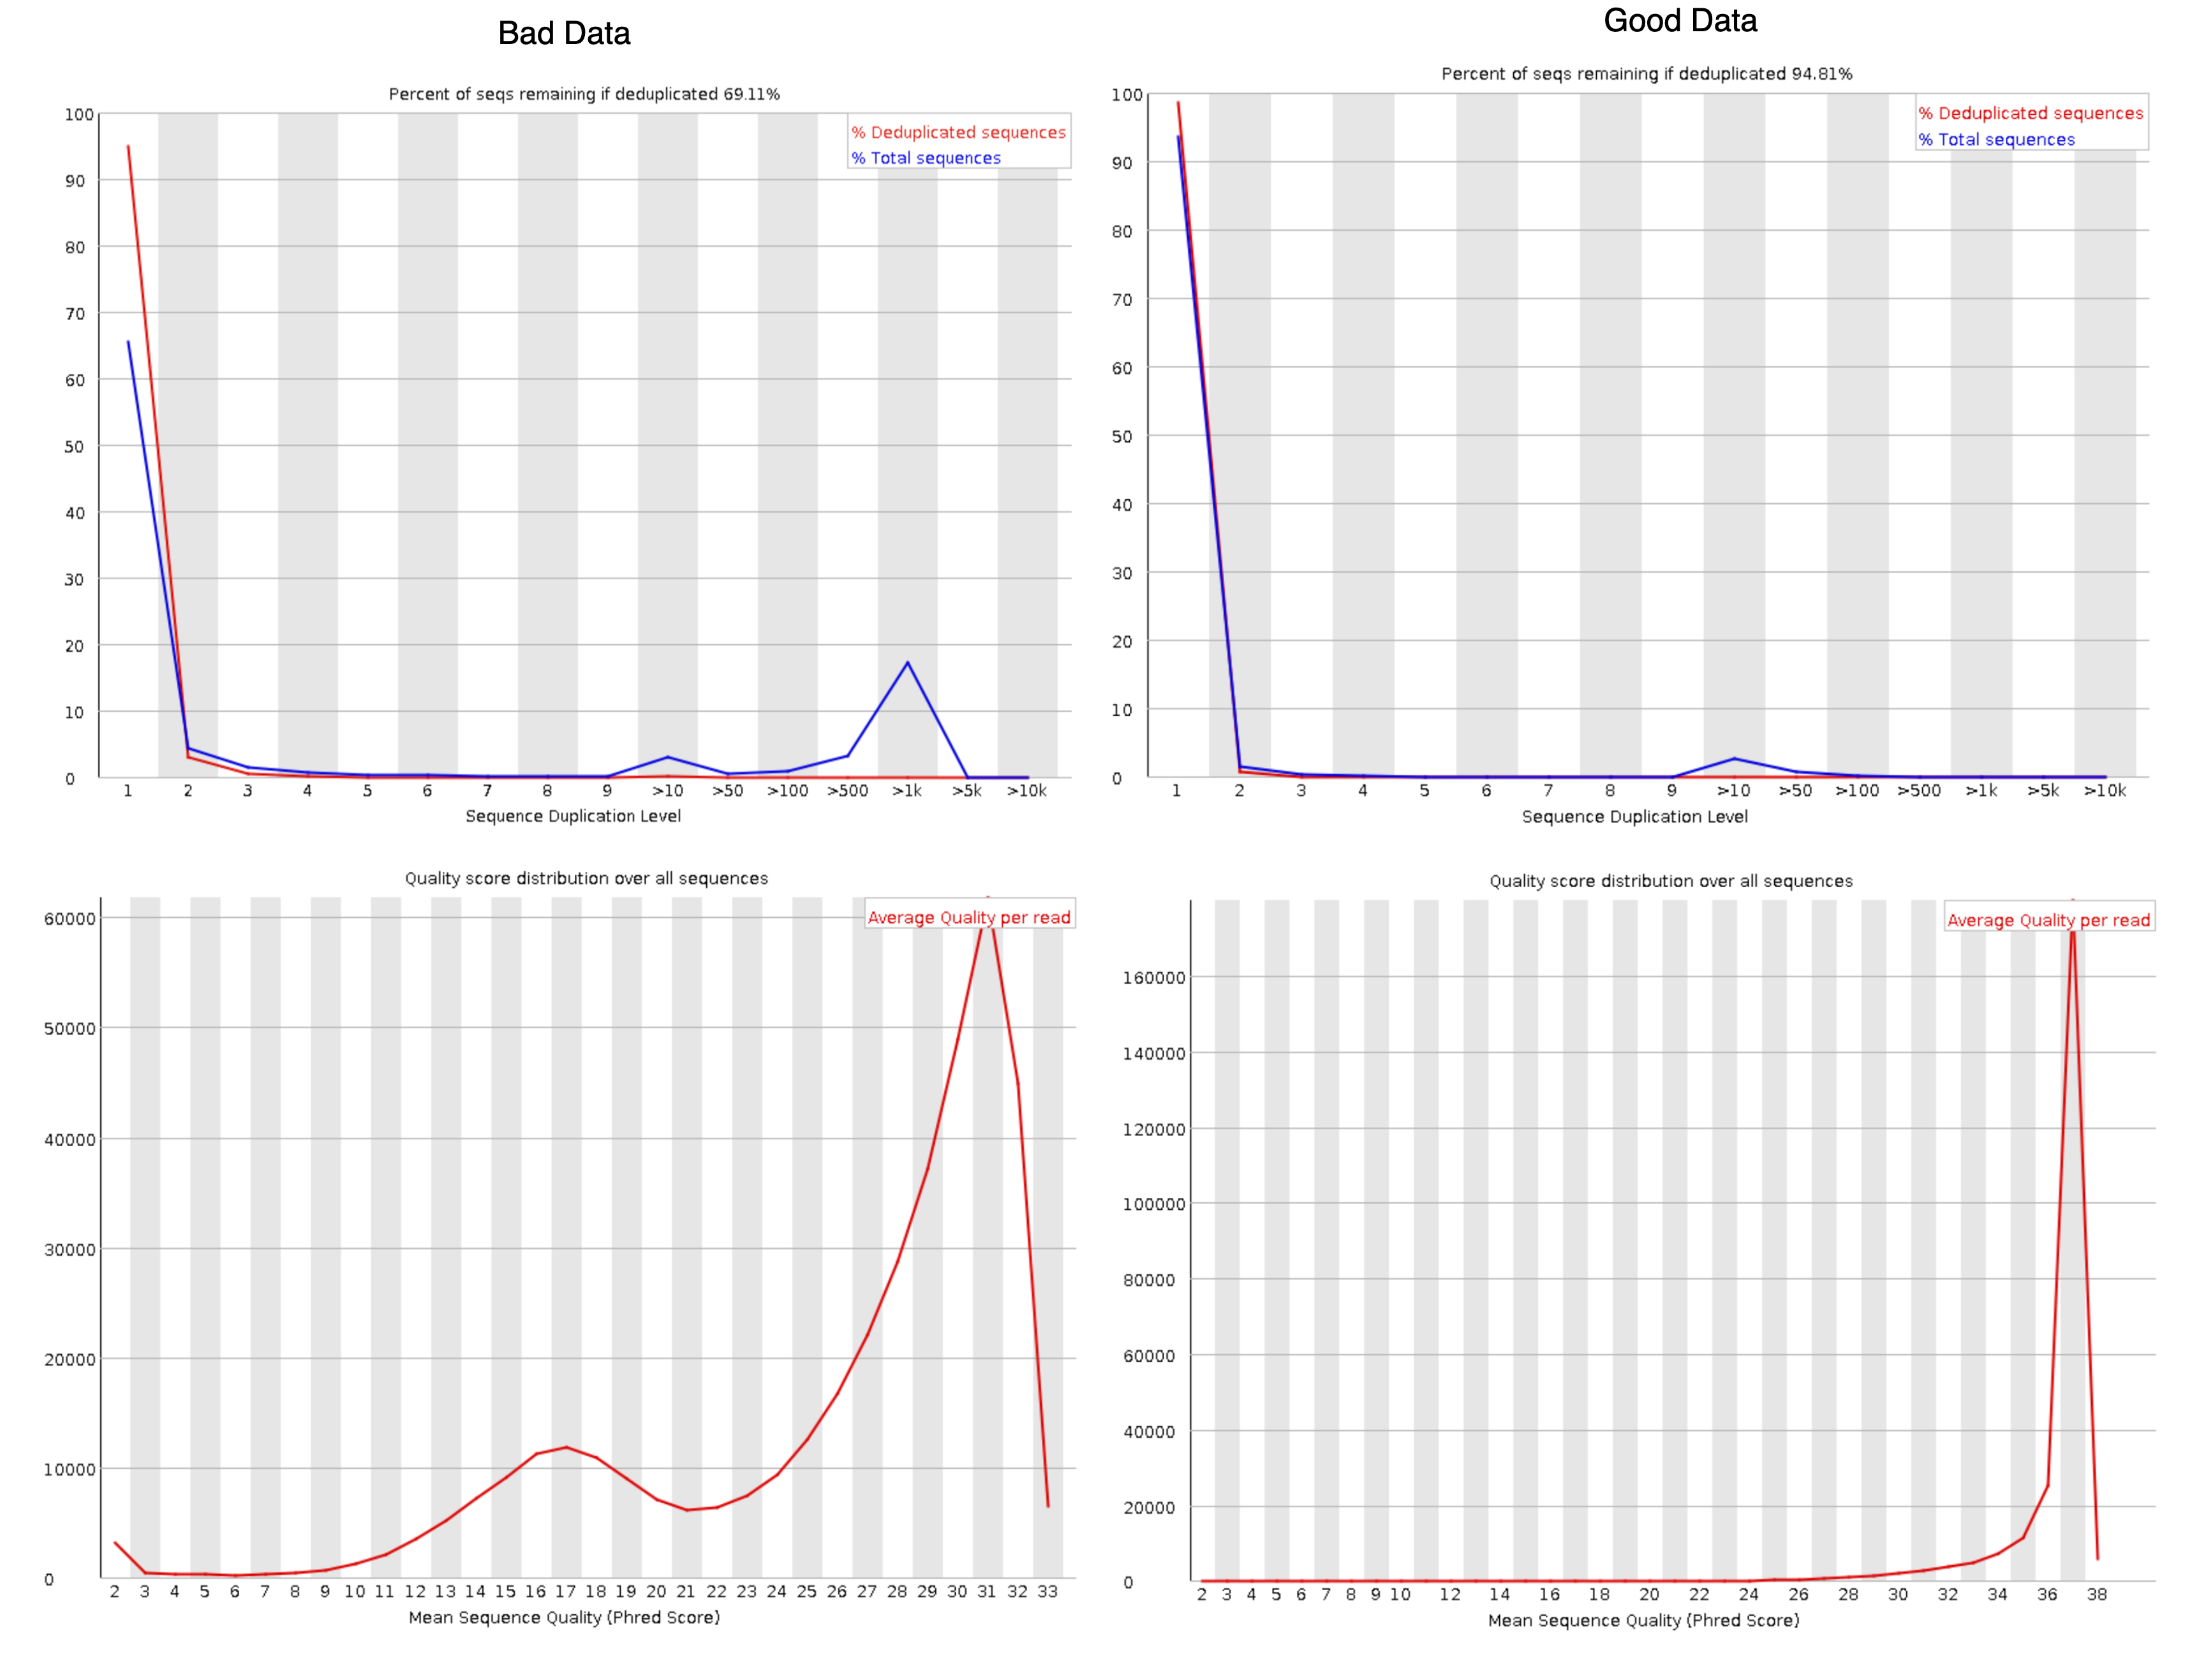 Bad Data
Good Data
Percent of seqs remaining if deduplicated 69.11%
% Deduplicated sequences
% Total sequences
100
90
80
70
60
50
40
30
20
10
0
1 2 3 4 5 6 7 8 9 >10 >50 >100 >500 >1k >5k >10k
Sequence Duplication Level
Percent of seqs remaining if deduplicated 94.81%
% Deduplicated sequences
% Total sequences
100
90
80
70
60
50
40
30
20
10
0
1 2 3 4 5 6 7 8 9 >10 >50 >100 >500 >1k >5k >10k
Sequence Duplication Level
Quality score distribution over all sequences
Average Quality per read
60000
50000
40000
30000
20000
10000
0
2 3 4 5 6 7 8 9 10 11 12 13 14 15 16 17 18 19 20 21 22 23 24 25 26 27 28 29 30 31 32 33
Mean Sequence Quality (Phred Score)
Quality score distribution over all sequences
Average Quality per read
160000
140000
120000
100000
80000
60000
40000
20000
0
2 3 4 5 6 7 8 9 10 12 14 16 18 20 22 24 26 28 30 32 34 36 38
Mean Sequence Quality (Phred Score)